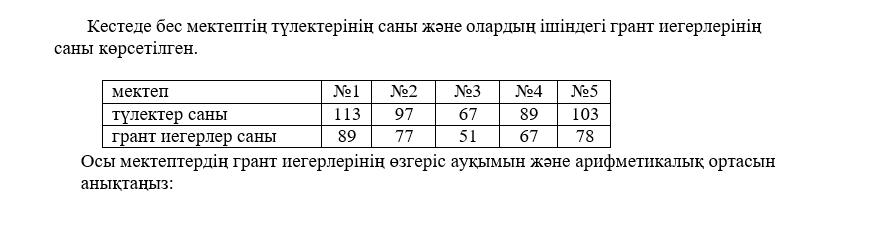 Кестеде бес мектептің түлектерінің саны және олардың ішіндегі грант иегерлерінің
саны көрсетілген.
мектеп №1 №2 №3 №4 №5
түлектер саны 113 97 67 89 103
грант иегерлер саны 89 77 51 67 78
Осы мектептердің грант иегерлерінің өзгеріс ауқымын және арифметикалық ортасын
анықтаңыз: